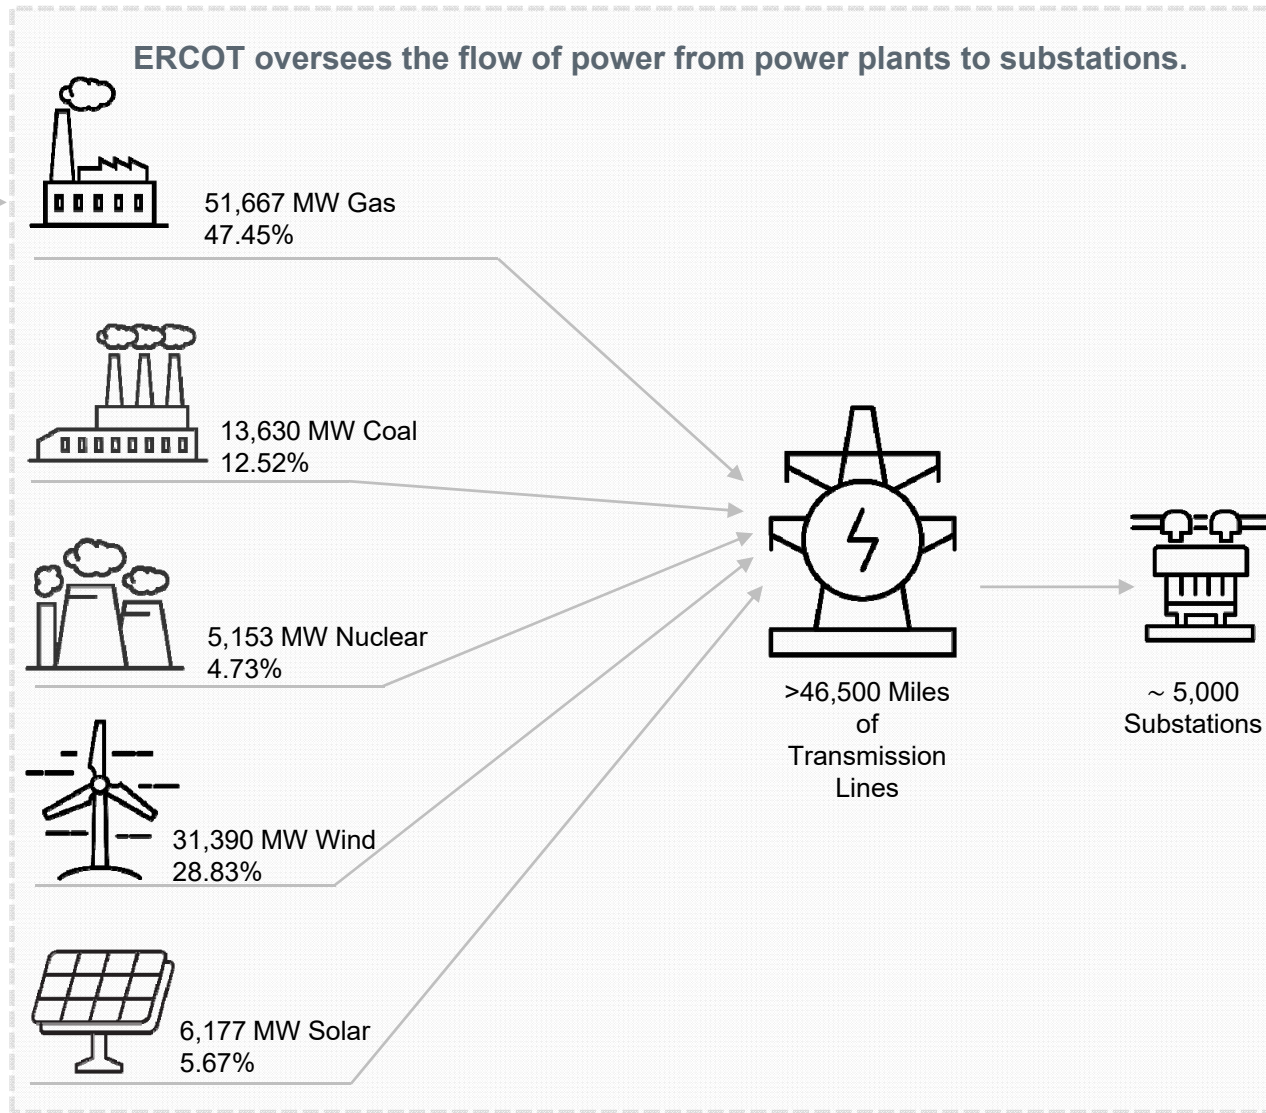 ERCOT oversees the flow of power from power plants to substations.
51,667 MW Gas
47.45%
13,630 MW Coal
12.52%
5,153 MW Nuclear
4.73%
31,390 MW Wind
28.83%
6,177 MW Solar
5.67%
>46,500 Miles
of
Transmission
Lines
~ 5,000
Substations